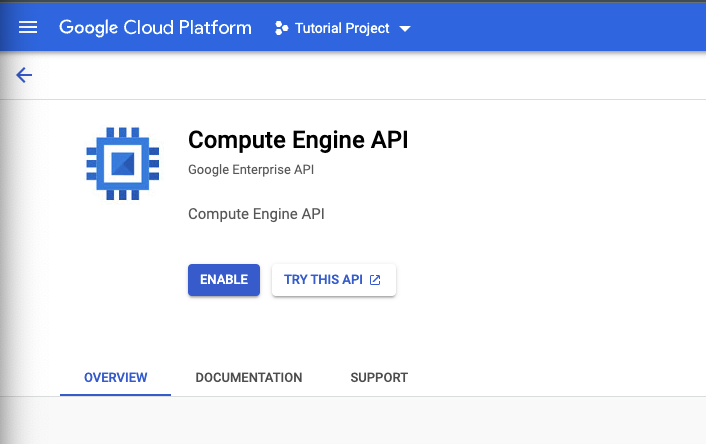 Google Cloud Platform Tutorial Project
Compute Engine API
Google Enterprise API
Compute Engine API
ENABLE TRY THIS API
OVERVIEW DOCUMENTATION SUPPORT